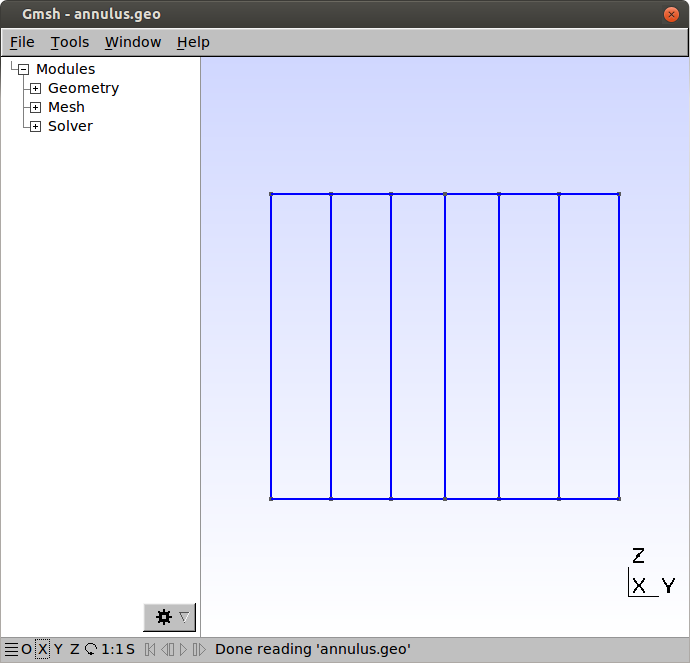 Gmsh - annulus.geo
File Tools Window Help
Modules
Geometry
Mesh
Solver
Z
X Y
O X Y Z 1:1 S Done reading 'annulus.geo'